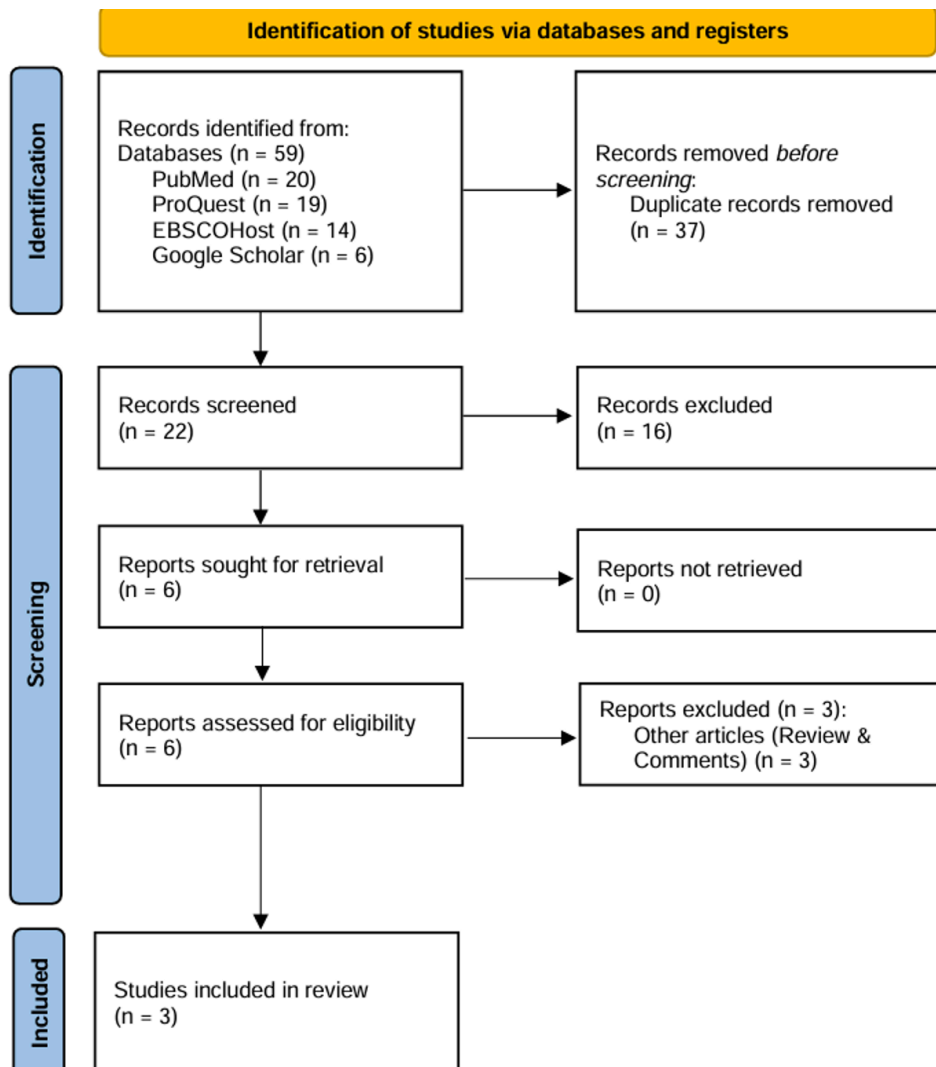 Identification of studies via databases and registers
Identification
Records identified from:
Databases (n = 59)
PubMed (n = 20)
ProQuest (n = 19)
EBSCOHost (n = 14)
Google Scholar (n = 6)
Records removed before
screening:
Duplicate records removed
(n = 37)
Screening
Records screened
(n = 22)
Records excluded
(n = 16)
Reports sought for retrieval
(n = 6)
Reports not retrieved
(n = 0)
Reports assessed for eligibility
(n = 6)
Reports excluded (n = 3):
Other articles (Review &
Comments) (n = 3)
Included
Studies included in review
(n = 3)